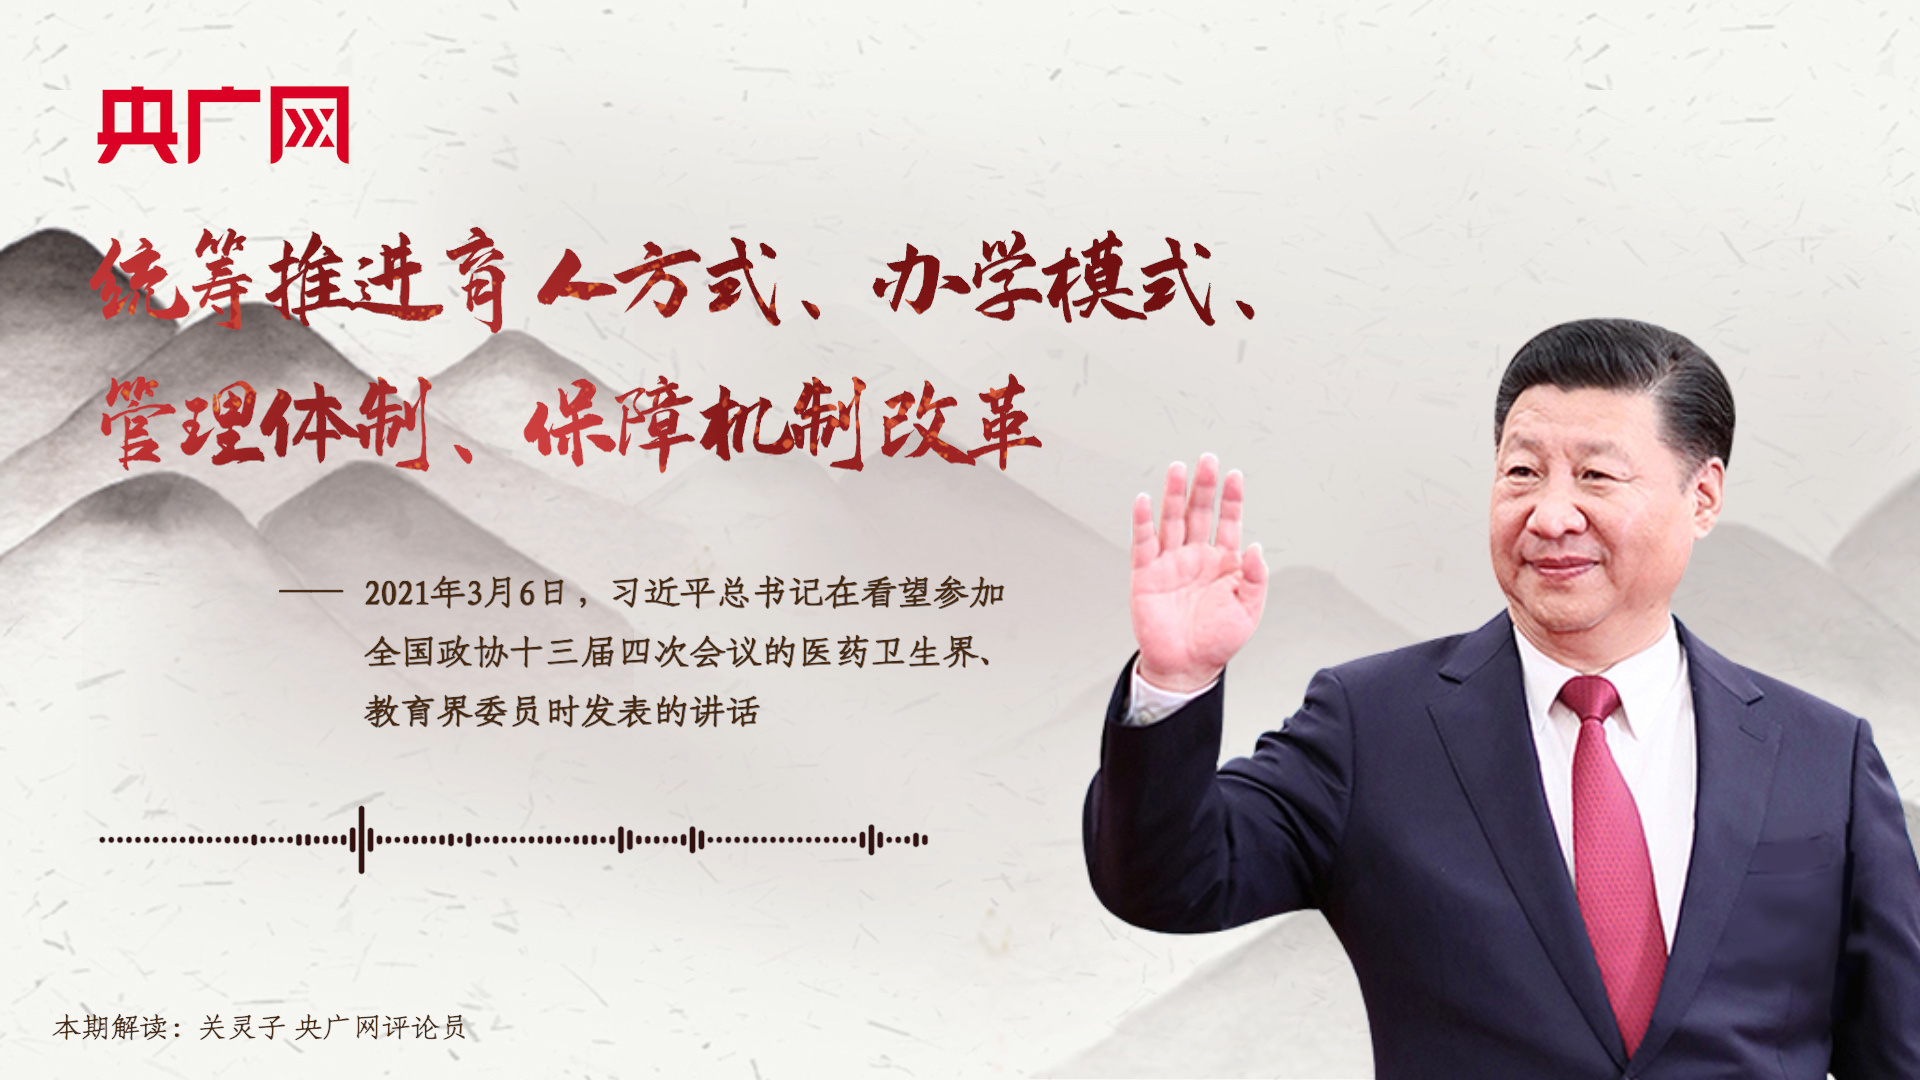 央广网
统筹推进育人方式、办学模式、
管理体制、保障机制改革
—— 2021年3月6日，习近平总书记在看望参加
全国政协十三届四次会议的医药卫生界、
教育界委员时发表的讲话
本期解读：关灵子 央广网评论员